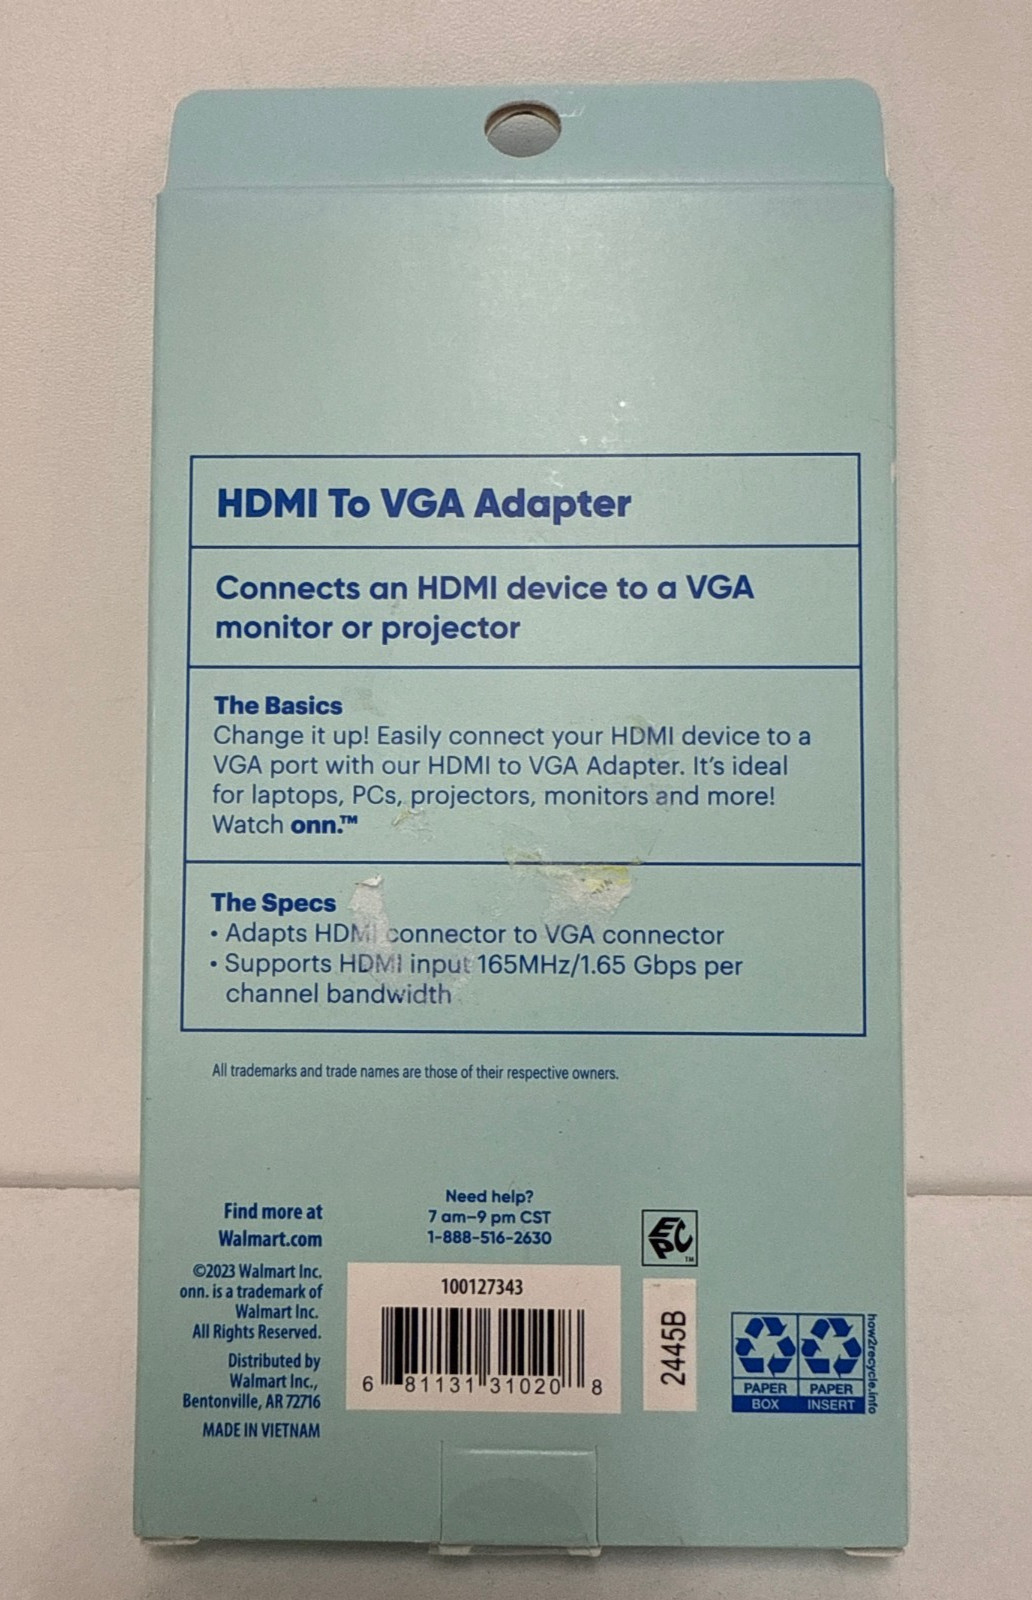 HDMI To VGA Adapter
Connects an HDMI device to a VGA
monitor or projector
The Basics
Change it up! Easily connect your HDMI device to a
VGA port with our HDMI to VGA Adapter. It's ideal
for laptops, PCs, projectors, monitors and more!
Watch onn.™
The Specs
• Adapts HDMI connector to VGA connector
• Supports HDMI input 165MHz/1.65 Gbps per
channel bandwidth
All trademarks and trade names are those of their respective owners.
Find more at
Walmart.com
©2023 Walmart Inc.
onn. is a trademark of
Walmart Inc.
All Rights Reserved.
Distributed by
Walmart Inc.,
Bentonville, AR 72716
MADE IN VIETNAM
Need help?
7 am–9 pm CST
1-888-516-2630
100127343
6 81131 31020 8
EPC™
2445B
PAPER PAPER
BOX INSERT
how2recycle.info